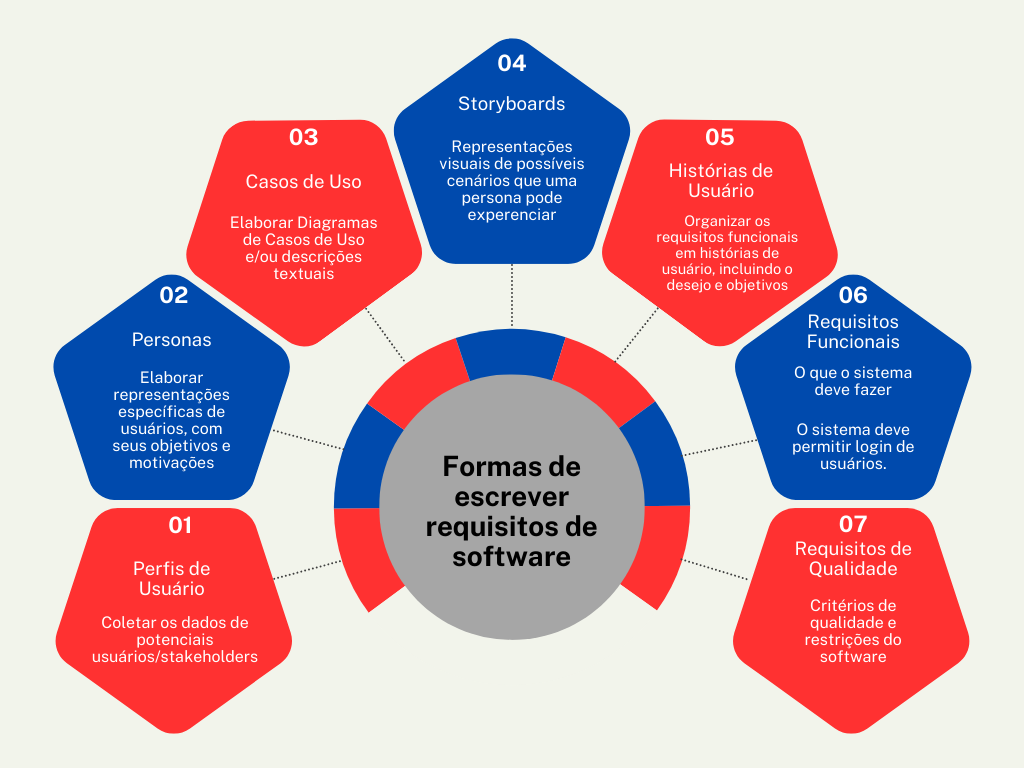 01
Perfis de
Usuário
Coletar os dados de
potenciais
usuários/stakeholders
02
Personas
Elaborar
representações
específicas de
usuários, com
seus objetivos e
motivações
03
Casos de Uso
Elaborar Diagramas
de Casos de Uso
e/ou descrições
textuais
04
Storyboards
Representações
visuais de possíveis
cenários que uma
persona pode
experenciar
05
Histórias de
Usuário
Organizar os
requisitos funcionais
em histórias de
usuário, incluindo o
desejo e objetivos
06
Requisitos
Funcionais
O que o sistema
deve fazer
O sistema deve
permitir login de
usuários.
07
Requisitos de
Qualidade
Critérios de
qualidade e
restrições do
software
Formas de
escrever
requisitos de
software